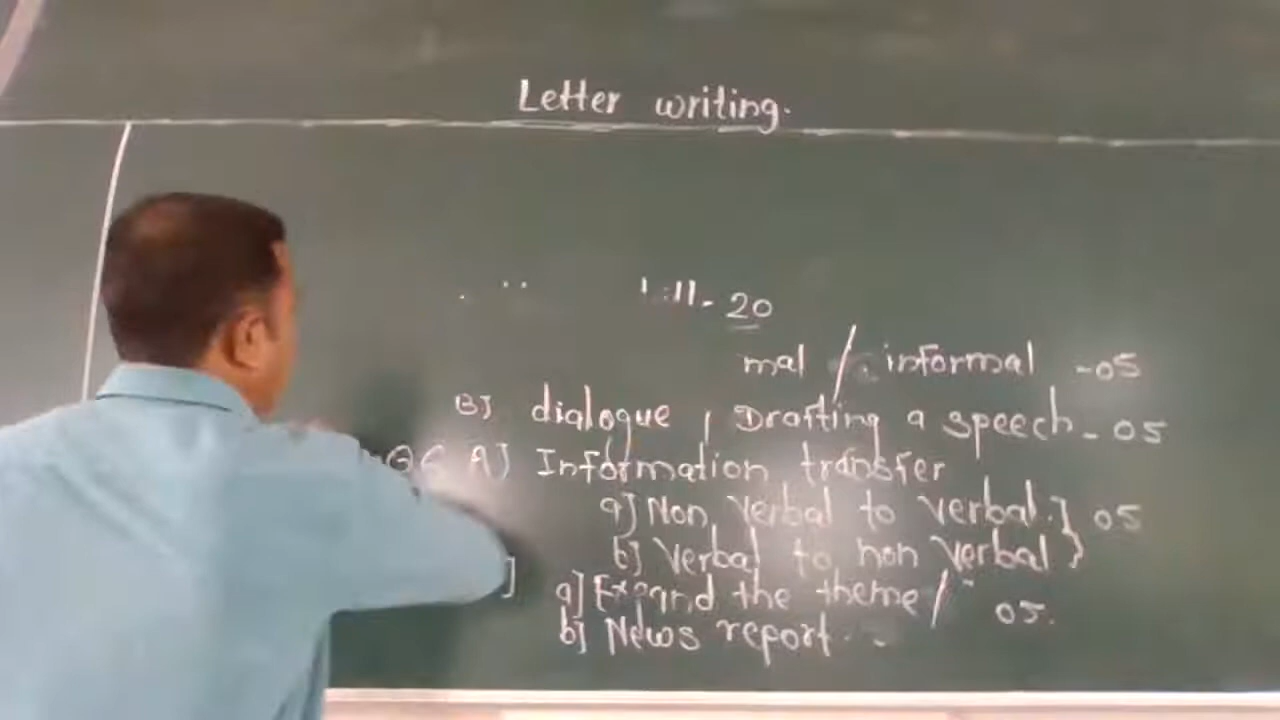 Letter writing.
- 20
mal / informal - 05
B] dialogue, Drafting a speech - 05
Q6 A] Information transfer
a] Non Verbal to verbal.} 05
b] Verbal to non Verbal }
] a] Expand the theme / 05.
b] News report.